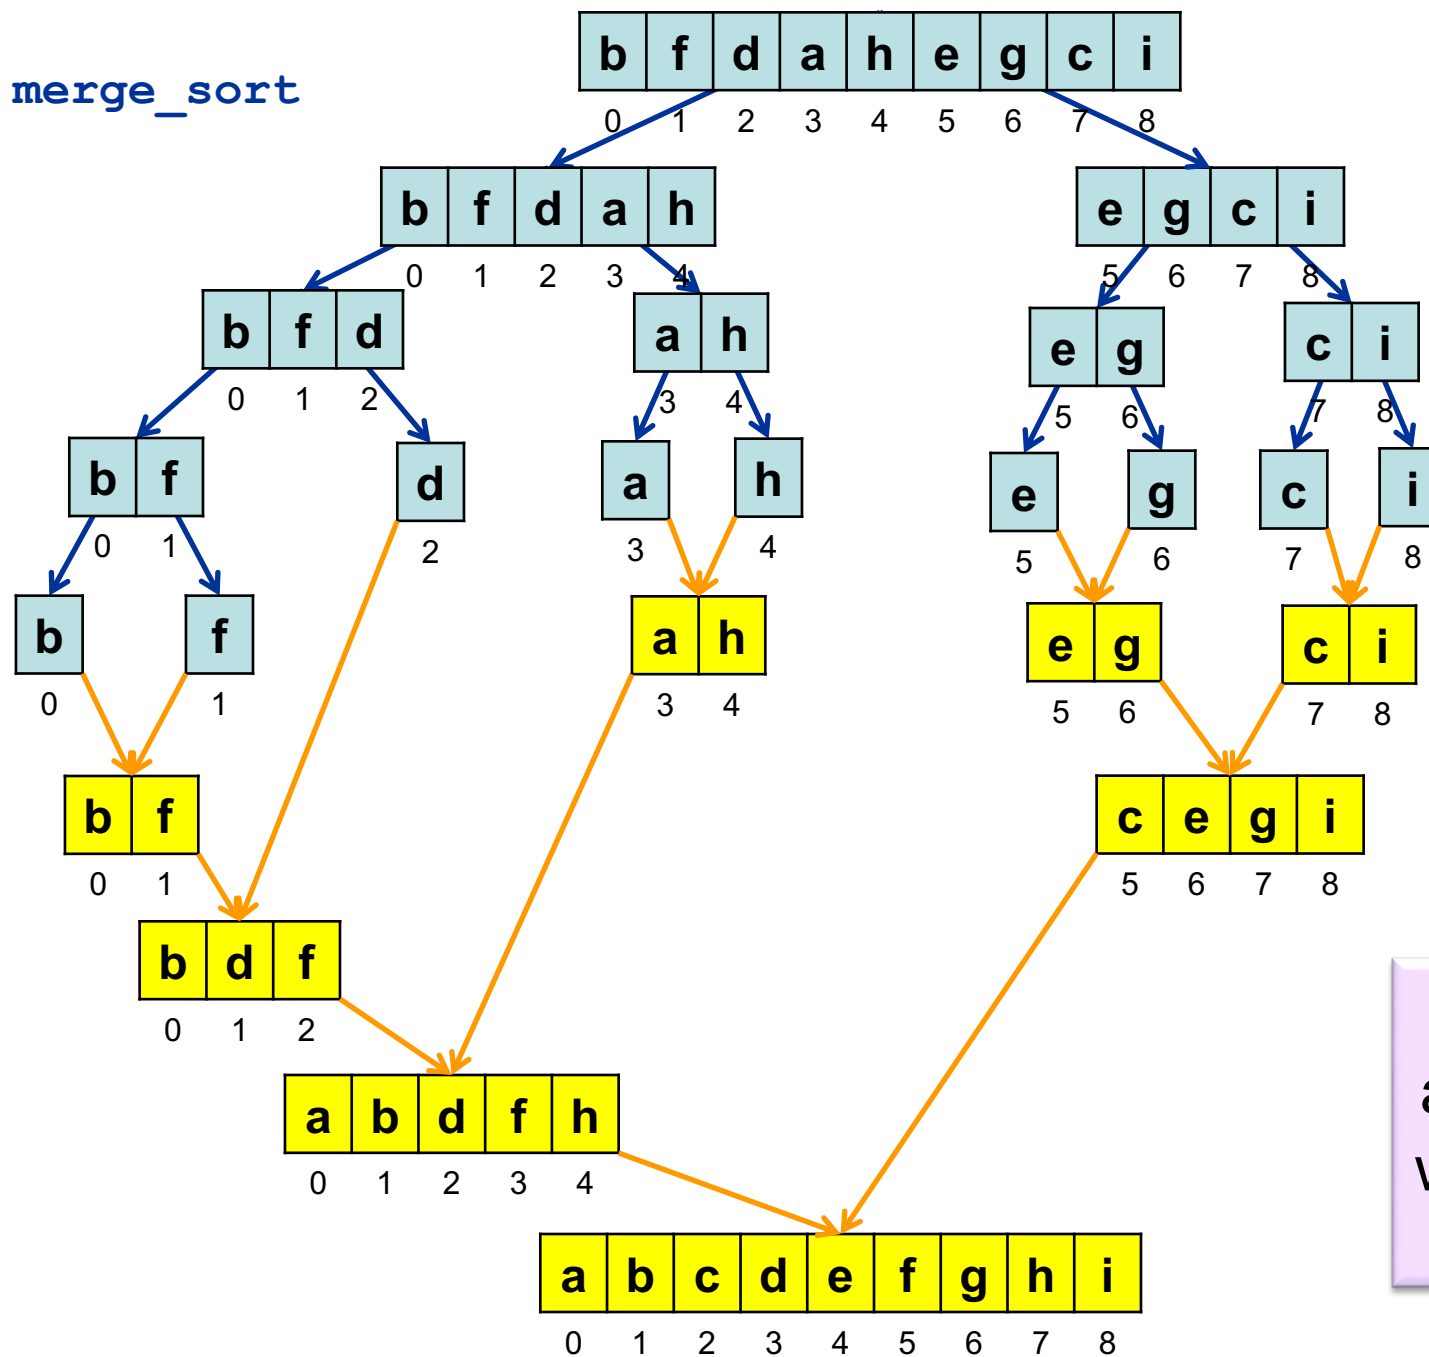 b f d a h e g c i
merge_sort
0 1 2 3 4 5 6 7 8
b f d a h
e g c i
0 1 2 3 4
5 6 7 8
b f d
a h
e g
c i
0 1 2
3 4
5 6
7 8
b f
d
a
h
e
g
c
i
0 1
2
3
4
5
6
7
8
b
f
a h
e g
c i
0
1
3 4
5 6
7 8
b f
c e g i
0 1
5 6 7 8
b d f
0 1 2
a b d f h
0 1 2 3 4
a b c d e f g h i
0 1 2 3 4 5 6 7 8